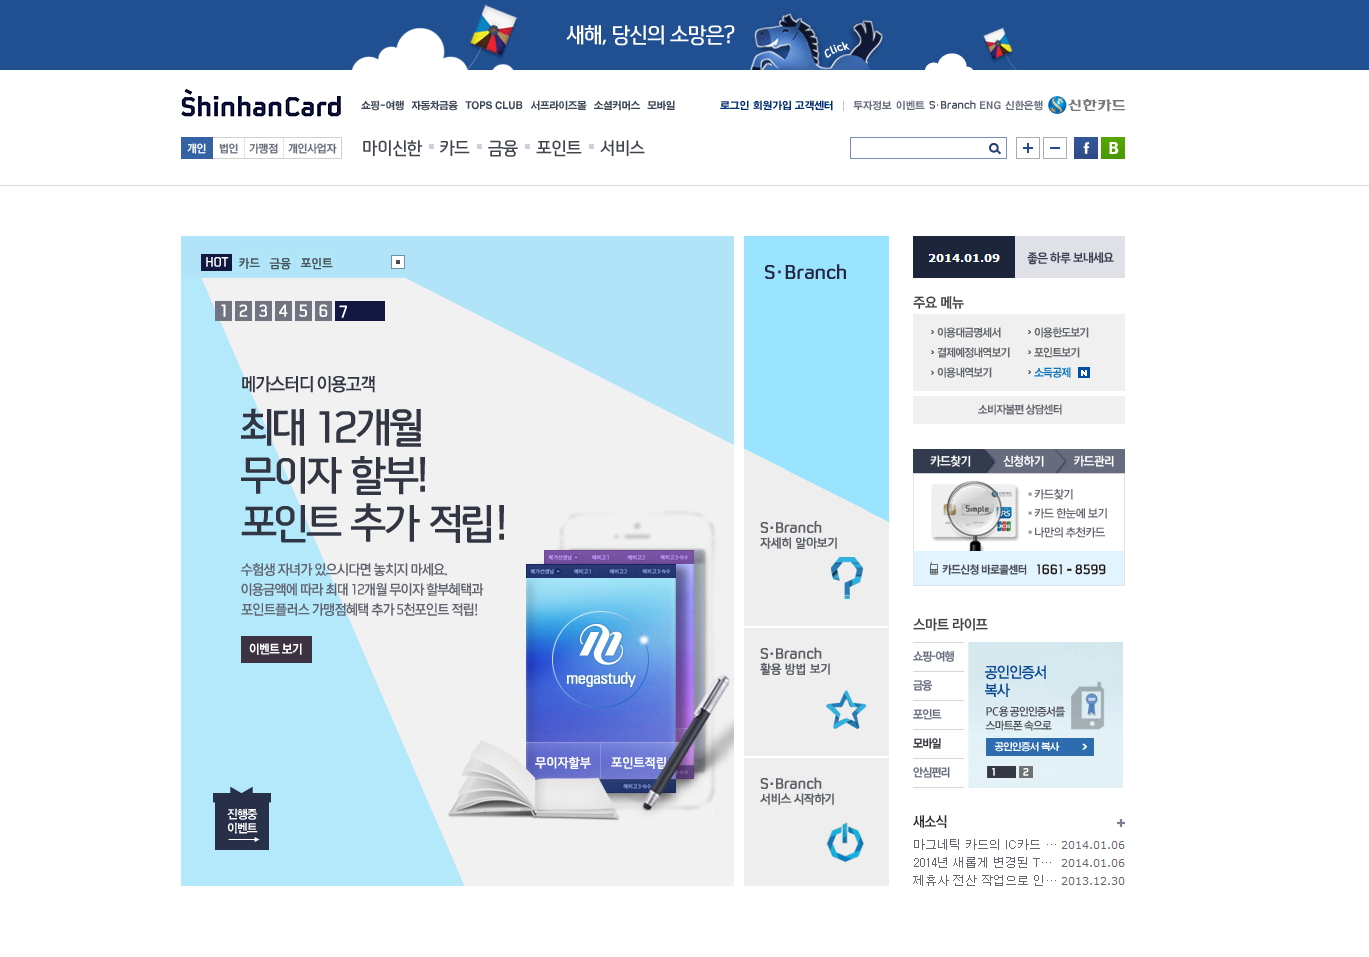 새해, 당신의 소망은?
Click
ShinhanCard
쇼핑-여행 자동차금융 TOPS CLUB 서프라이즈몰 소셜커머스 모바일
로그인 회원가입 고객센터 투자정보 이벤트 S·Branch ENG 신한은행 신한카드
개인 법인 가맹점 개인사업자
마이신한 카드 금융 포인트 서비스
+ - f B
HOT 카드 금융 포인트
1 2 3 4 5 6 7
메가스터디 이용고객
최대 12개월
무이자 할부!
포인트 추가 적립!
수험생 자녀가 있으시다면 놓치지 마세요.
이용금액에 따라 최대 12개월 무이자 할부혜택과
포인트플러스 가맹점혜택 추가 5천포인트 적립!
이벤트 보기
megastudy
무이자할부 포인트적립
진행중
이벤트
S·Branch
S·Branch
자세히 알아보기
S·Branch
활용 방법 보기
S·Branch
서비스 시작하기
2014.01.09 좋은 하루 보내세요
주요 메뉴
이용대금명세서 이용한도보기
결제예정내역보기 포인트보기
이용내역보기 소득공제 N
소비자불편 상담센터
카드찾기 신청하기 카드관리
Simple
카드찾기
카드 한눈에 보기
나만의 추천카드
카드신청 바로콜센터 1661 - 8599
스마트 라이프
쇼핑-여행
금융
포인트
모바일
안심편리
공인인증서
복사
PC용 공인인증서를
스마트폰 속으로
공인인증서 복사
1 2
새소식 +
마그네틱 카드의 IC카드 … 2014.01.06
2014년 새롭게 변경된 T… 2014.01.06
제휴사 전산 작업으로 인… 2013.12.30